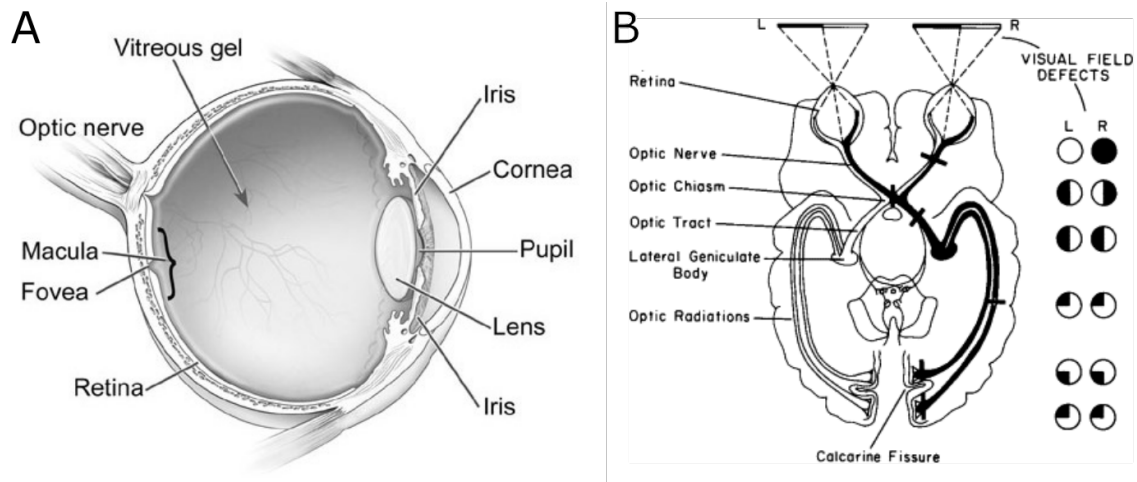 A
Vitreous gel
Optic nerve
Macula
Fovea
Retina
Iris
Cornea
Pupil
Lens
Iris
B
L
R
VISUAL FIELD
DEFECTS
L R
Retina
Optic Nerve
Optic Chiasm
Optic Tract
Lateral Geniculate
Body
Optic Radiations
Calcarine Fissure